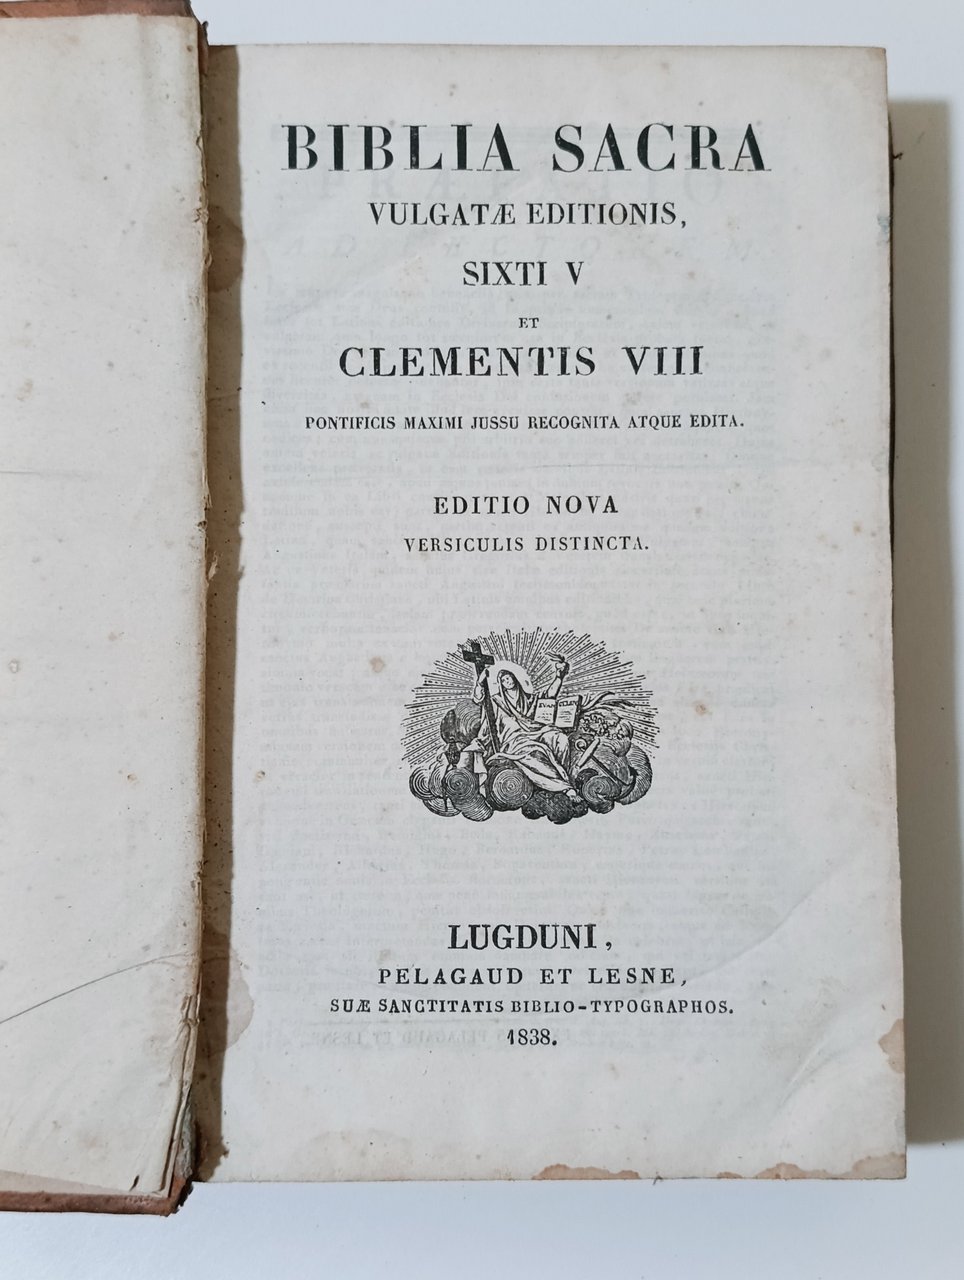 BIBLIA SACRA
VULGATÆ EDITIONIS,
SIXTI V
ET
CLEMENTIS VIII
PONTIFICIS MAXIMI JUSSU RECOGNITA ATQUE EDITA.
EDITIO NOVA
VERSICULIS DISTINCTA.
LUGDUNI,
PELAGAUD ET LESNE,
SUÆ SANCTITATIS BIBLIO-TYPOGRAPHOS.
1838.